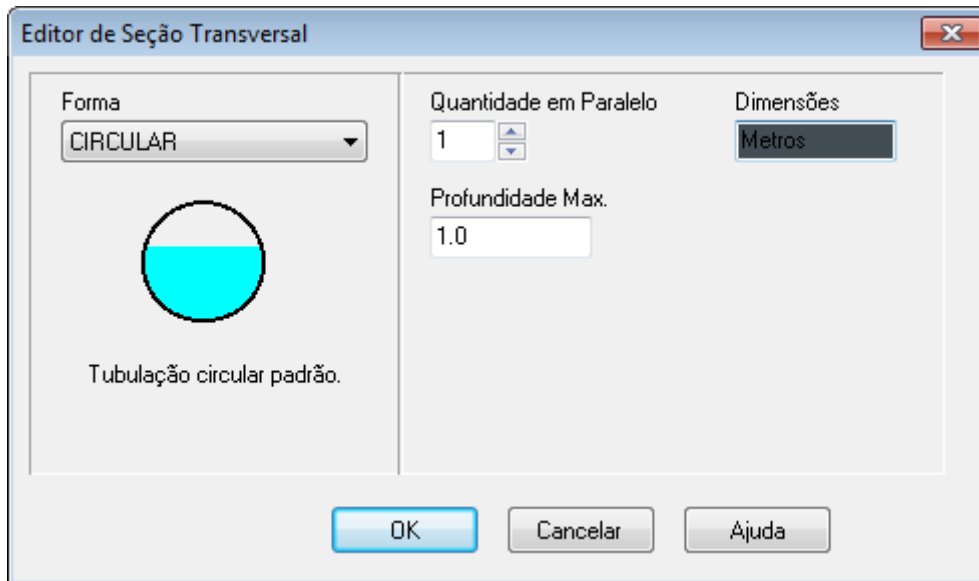 Editor de Seção Transversal
Forma
CIRCULAR
Tubulação circular padrão.
Quantidade em Paralelo
1
Dimensões
Metros
Profundidade Max.
1.0
OK
Cancelar
Ajuda